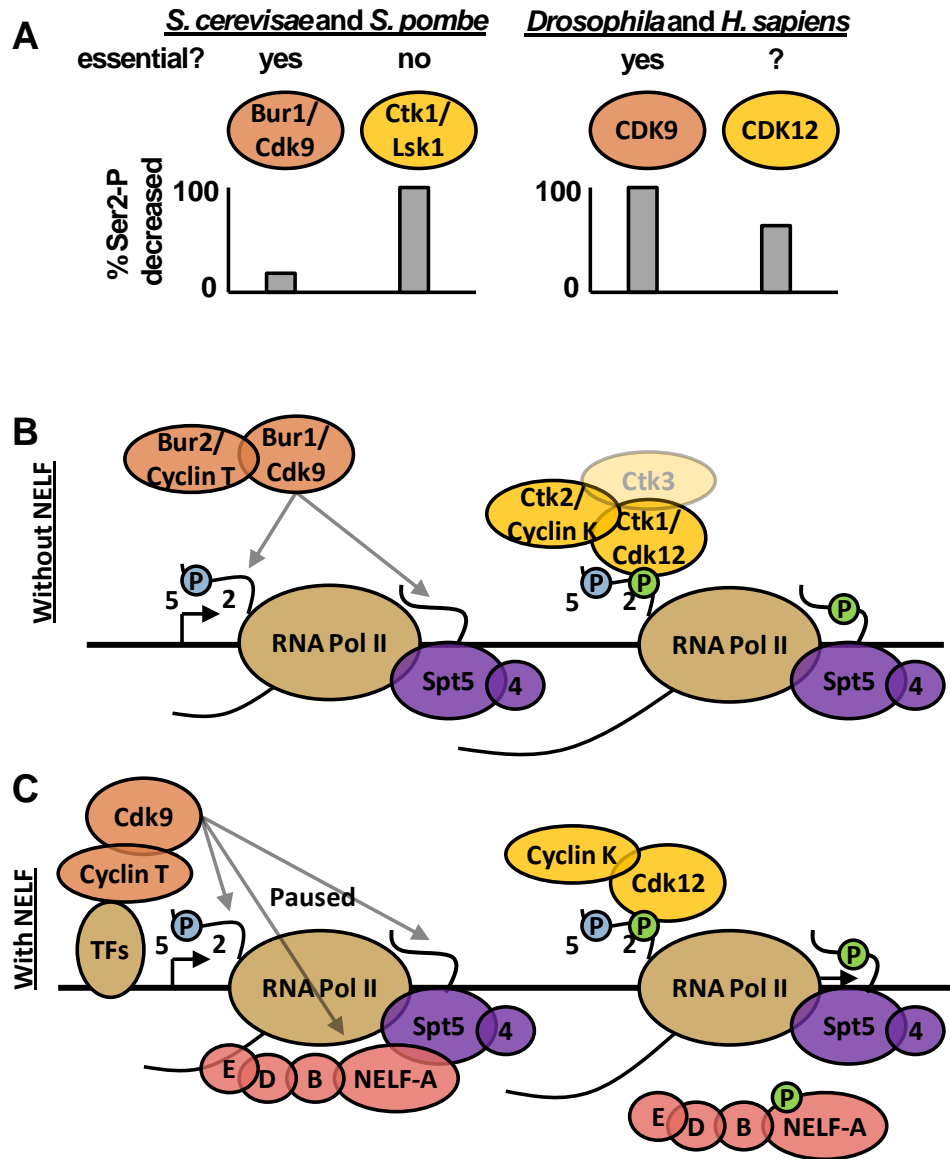 A
S. cerevisae and S. pombe
Drosophila and H. sapiens
essential?
yes
no
yes
?
Bur1/
Cdk9
Ctk1/
Lsk1
CDK9
CDK12
%Ser2-P
decreased
100
0
100
0
B
Without NELF
Bur2/
Cyclin T
Bur1/
Cdk9
P
5
2
RNA Pol II
Spt5
4
Ctk3
Ctk2/
Cyclin K
Ctk1/
Cdk12
P
P
5
2
RNA Pol II
P
Spt5
4
C
With NELF
Cdk9
Cyclin T
TFs
Paused
P
5
2
RNA Pol II
Spt5
4
E
D
B
NELF-A
Cyclin K
Cdk12
P
P
5
2
RNA Pol II
P
Spt5
4
E
D
B
P
NELF-A